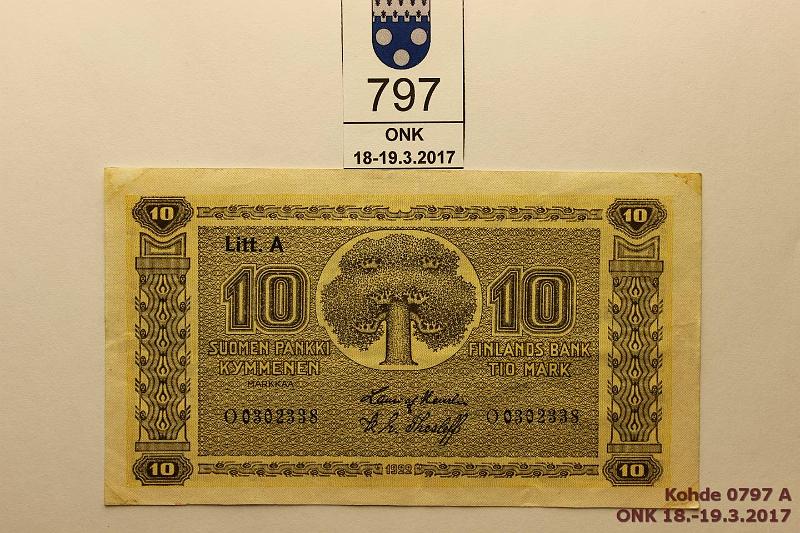 797
ONK
18-19.3.2017
10 10
Litt. A
10 10
SUOMEN PANKKI FINLANDS BANK
KYMMENEN TIO MARK
MARKKAA
O0302338 O0302338
10 1922 10
Kohde 0797 A
ONK 18.-19.3.2017